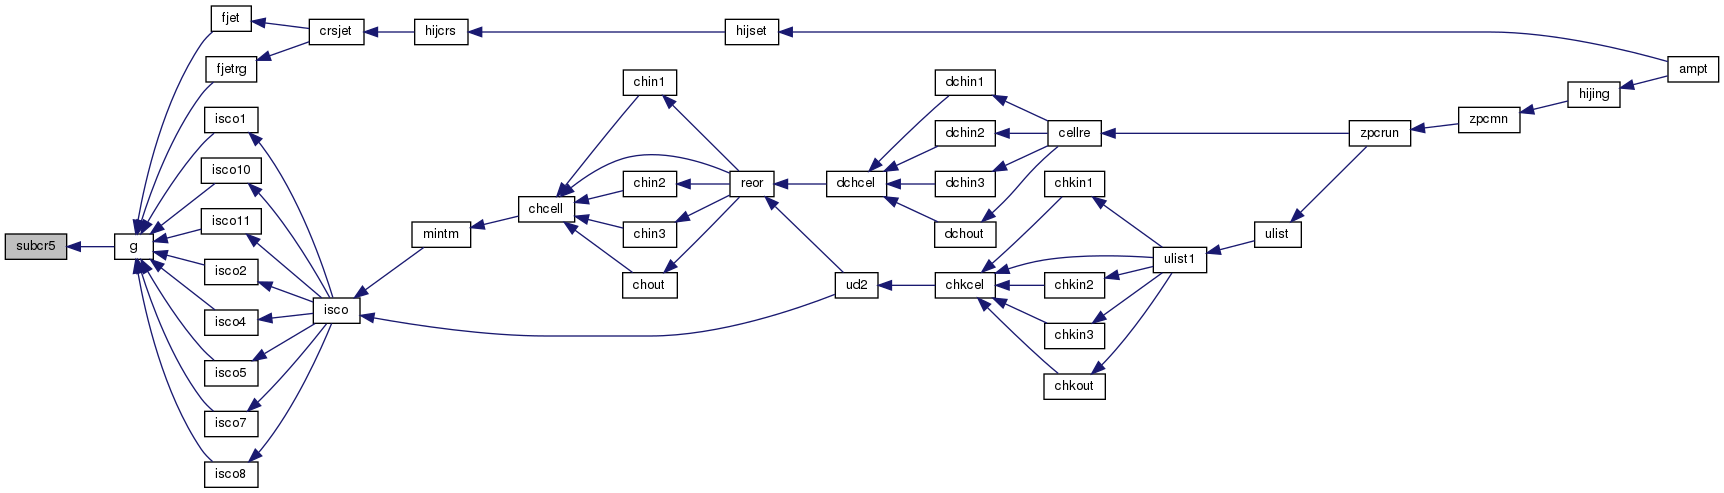 subcr5
g
fjet
fjetrg
isco1
isco10
isco11
isco2
isco4
isco5
isco7
isco8
crsjet
isco
hijcrs
mintm
chcell
chin1
chin2
chin3
chout
hijset
reor
dchcel
ud2
dchin1
dchin2
dchin3
dchout
chkcel
cellre
chkin1
chkin2
chkin3
chkout
ulist1
ulist
zpcrun
zpcmn
hijing
ampt